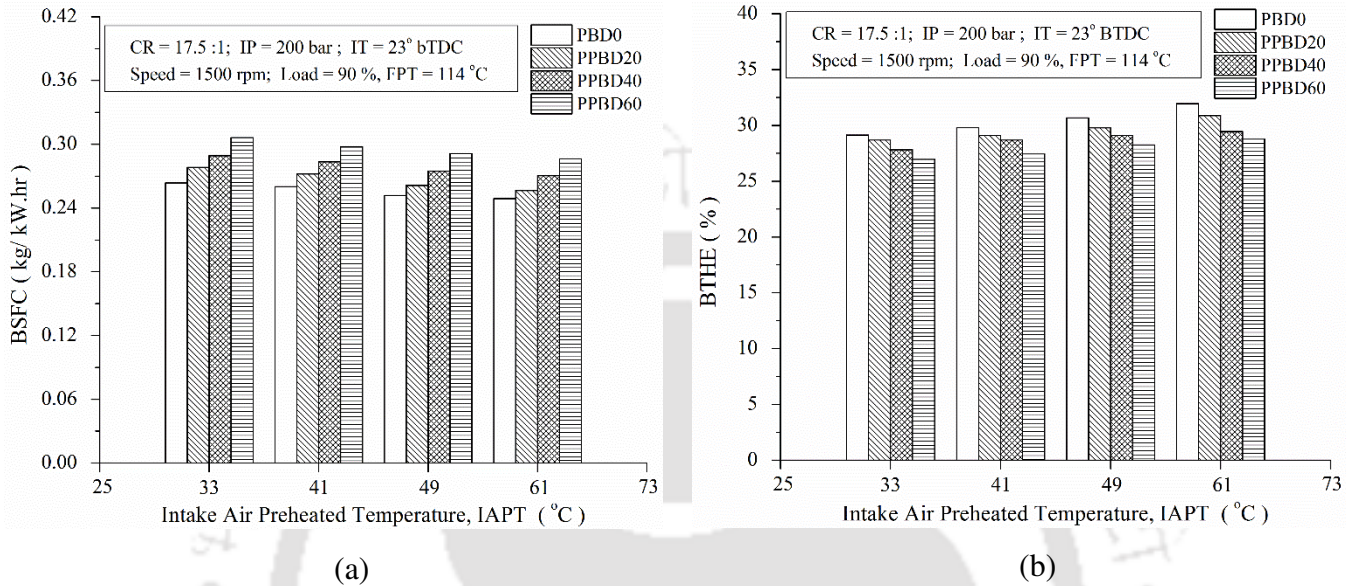 0.42
0.36
0.30
0.24
0.18
0.12
0.06
0.00
BSFC ( kg/ kW.hr)
CR = 17.5 :1; IP = 200 bar ; IT = 23° bTDC
Speed = 1500 rpm; Load = 90 %, FPT = 114 °C
PBD0
PPBD20
PPBD40
PPBD60
25 33 41 49 61 73
Intake Air Preheated Temperature, IAPT ( °C)
(a)
40
35
30
25
20
15
10
5
0
BTHE ( % )
CR = 17.5 :1; IP = 200 bar ; IT = 23° BTDC
Speed = 1500 rpm; Load = 90 %, FPT = 114 °C
PBD0
PPBD20
PPBD40
PPBD60
25 33 41 49 61 73
Intake Air Preheated Temperature, IAPT ( °C)
(b)